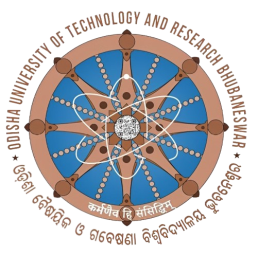 ODISHA UNIVERSITY OF TECHNOLOGY AND RESEARCH BHUBANESWAR
कर्मणैव हि संसिद्धिम्
ଓଡ଼ିଶା ବୈଷୟିକ ଓ ଗବେଷଣା ବିଶ୍ୱବିଦ୍ୟାଳୟ ଭୁବନେଶ୍ୱର